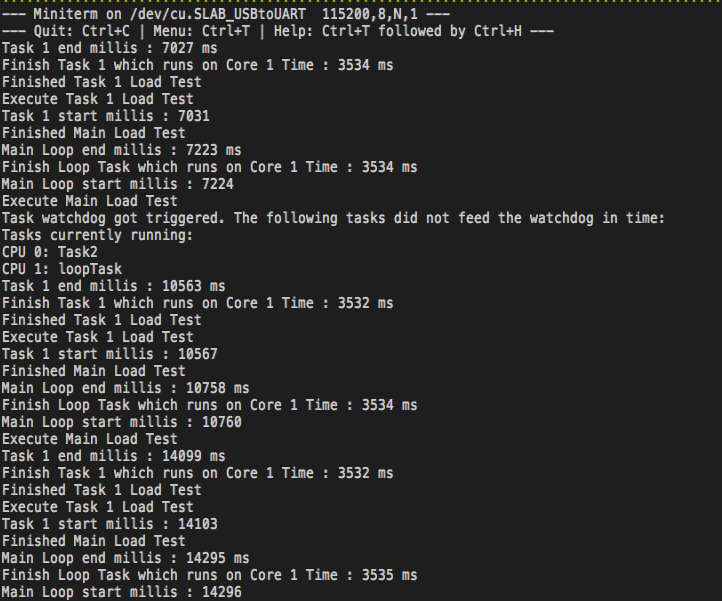 --- Miniterm on /dev/cu.SLAB_USBtoUART  115200,8,N,1 ---
--- Quit: Ctrl+C | Menu: Ctrl+T | Help: Ctrl+T followed by Ctrl+H ---
Task 1 end millis : 7027 ms
Finish Task 1 which runs on Core 1 Time : 3534 ms
Finished Task 1 Load Test
Execute Task 1 Load Test
Task 1 start millis : 7031
Finished Main Load Test
Main Loop end millis : 7223 ms
Finish Loop Task which runs on Core 1 Time : 3534 ms
Main Loop start millis : 7224
Execute Main Load Test
Task watchdog got triggered. The following tasks did not feed the watchdog in time:
Tasks currently running:
CPU 0: Task2
CPU 1: loopTask
Task 1 end millis : 10563 ms
Finish Task 1 which runs on Core 1 Time : 3532 ms
Finished Task 1 Load Test
Execute Task 1 Load Test
Task 1 start millis : 10567
Finished Main Load Test
Main Loop end millis : 10758 ms
Finish Loop Task which runs on Core 1 Time : 3534 ms
Main Loop start millis : 10760
Execute Main Load Test
Task 1 end millis : 14099 ms
Finish Task 1 which runs on Core 1 Time : 3532 ms
Finished Task 1 Load Test
Execute Task 1 Load Test
Task 1 start millis : 14103
Finished Main Load Test
Main Loop end millis : 14295 ms
Finish Loop Task which runs on Core 1 Time : 3535 ms
Main Loop start millis : 14296